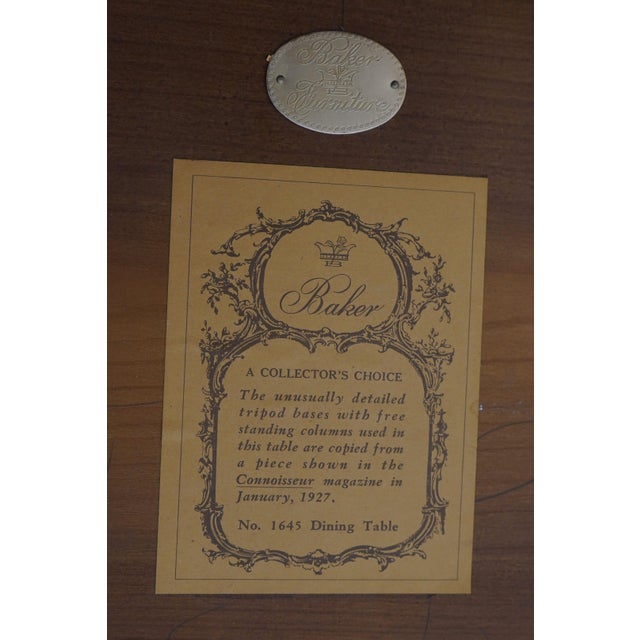 Baker
B
Furniture
B
Baker
A COLLECTOR'S CHOICE
The unusually detailed
tripod bases with free
standing columns used in
this table are copied from
a piece shown in the
Connoisseur magazine in
January, 1927.
No. 1645 Dining Table